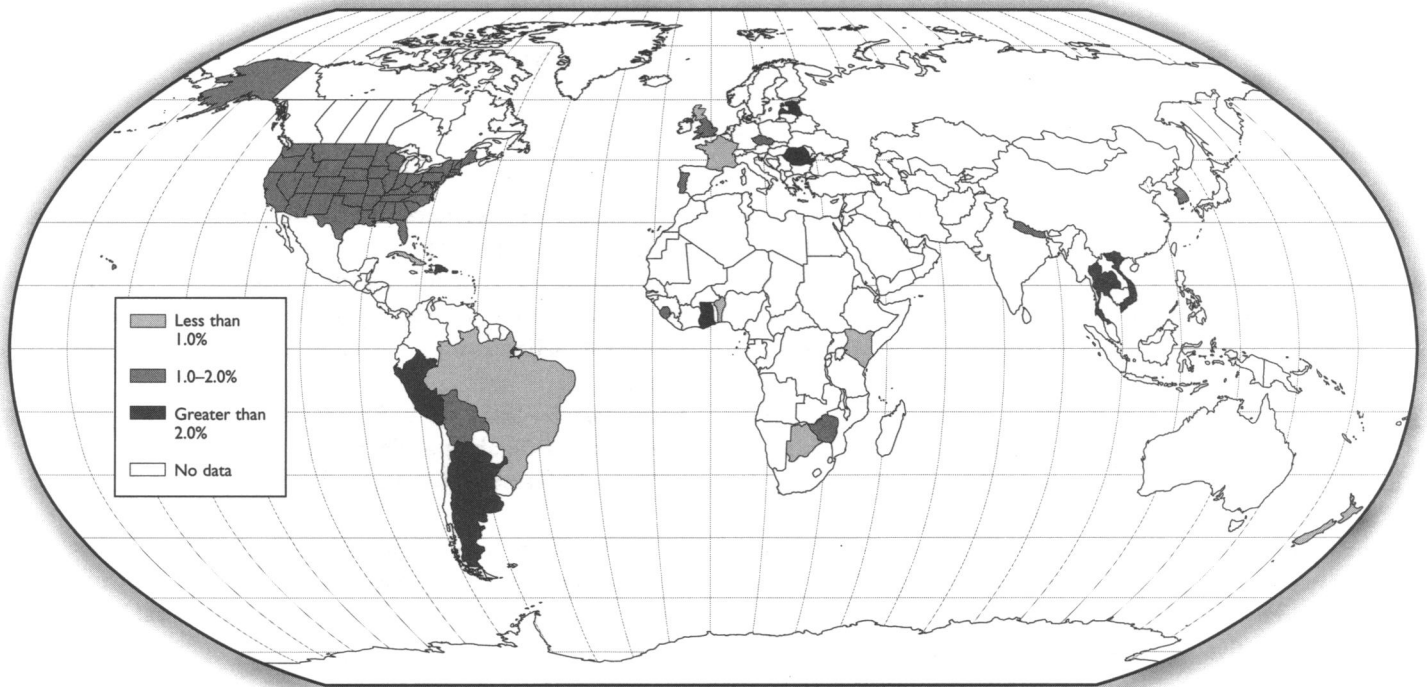 Less than
1.0%
1.0–2.0%
Greater than
2.0%
No data